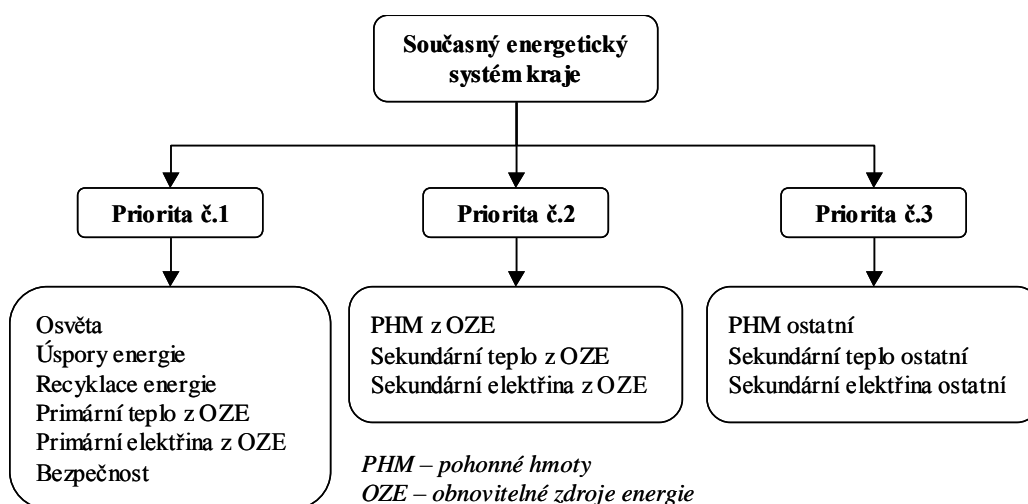 Současný energetický
systém kraje
Priorita č.1
Priorita č.2
Priorita č.3
Osvěta
Úspory energie
Recyklace energie
Primární teplo z OZE
Primární elektřina z OZE
Bezpečnost
PHM z OZE
Sekundární teplo z OZE
Sekundární elektřina z OZE
PHM ostatní
Sekundární teplo ostatní
Sekundární elektřina ostatní
PHM – pohonné hmoty
OZE – obnovitelné zdroje energie